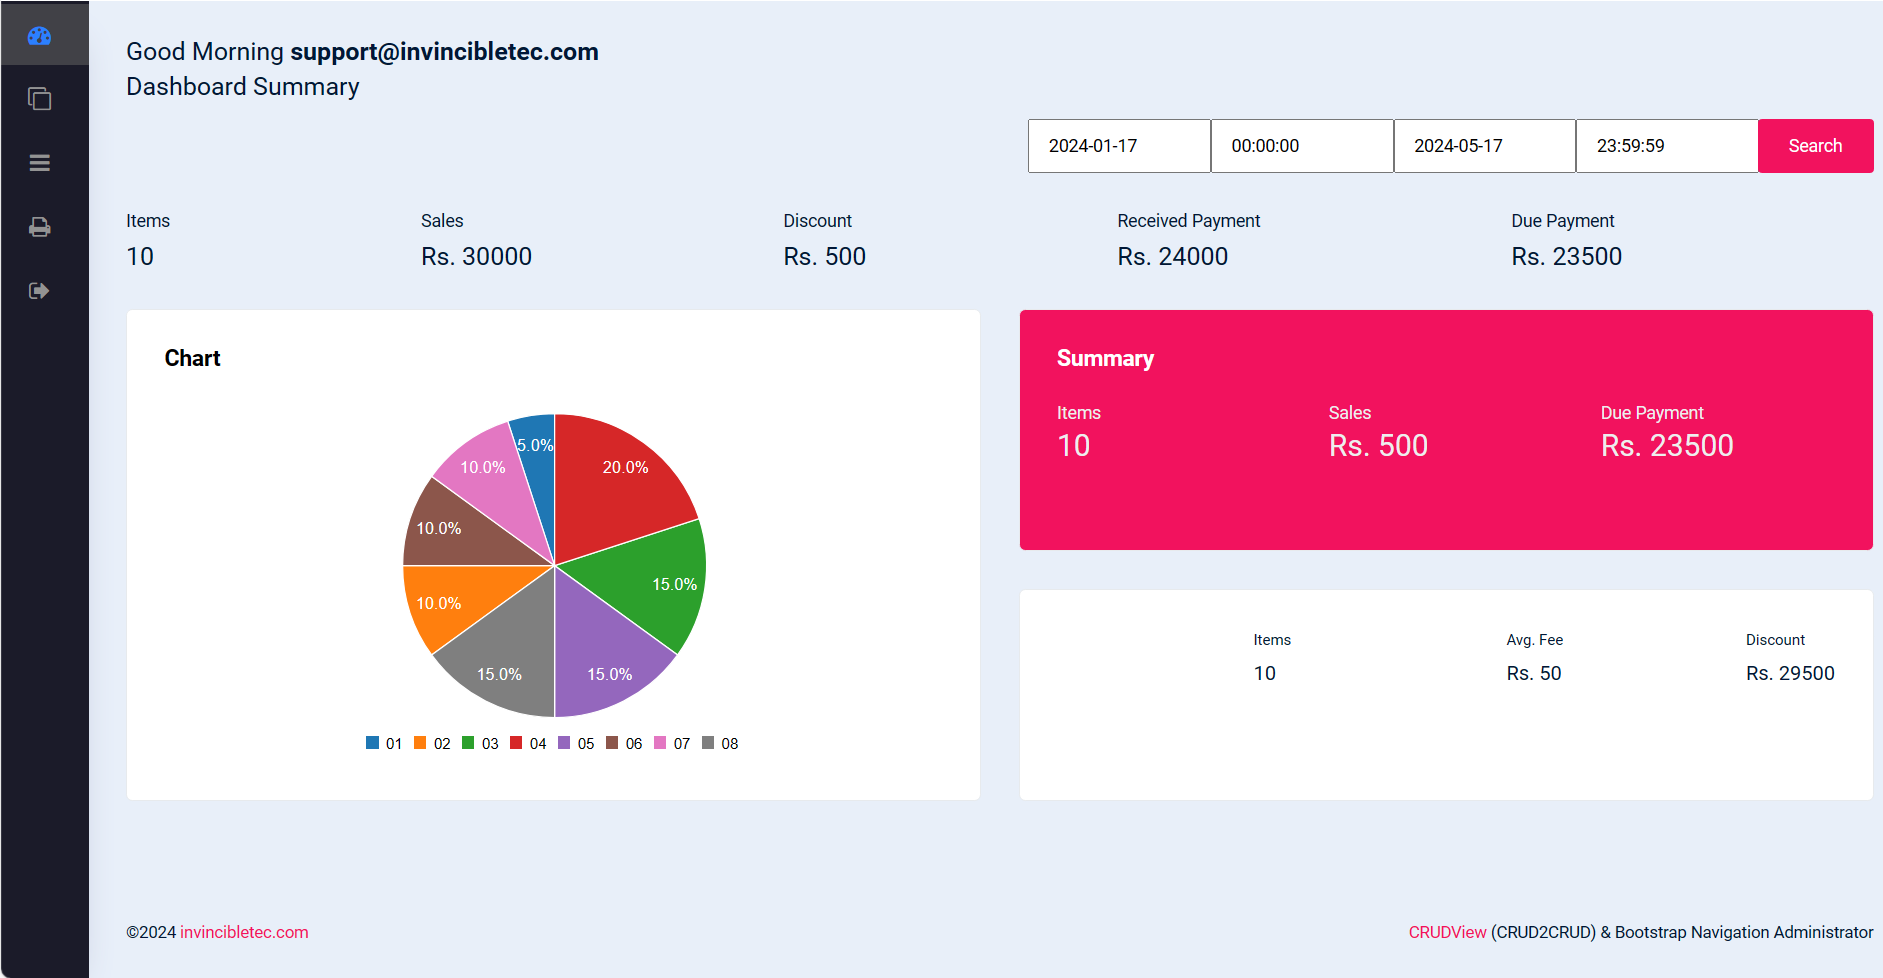 Good Morning support@invincibletec.com
Dashboard Summary
2024-01-17 00:00:00 2024-05-17 23:59:59 Search
Items Sales Discount Received Payment Due Payment
10 Rs. 30000 Rs. 500 Rs. 24000 Rs. 23500
Chart
5.0% 20.0%
10.0%
10.0%
15.0%
10.0%
15.0% 15.0%
01 02 03 04 05 06 07 08
Summary
Items Sales Due Payment
10 Rs. 500 Rs. 23500
Items Avg. Fee Discount
10 Rs. 50 Rs. 29500
©2024 invincibletec.com
CRUDView (CRUD2CRUD) & Bootstrap Navigation Administrator